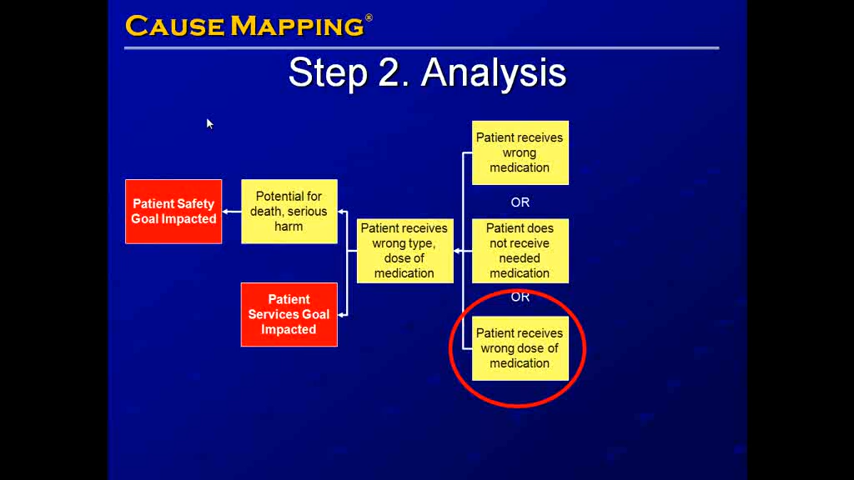 CAUSE MAPPING®
Step 2. Analysis
Patient Safety
Goal Impacted
Potential for
death, serious
harm
Patient
Services Goal
Impacted
Patient receives
wrong type,
dose of
medication
Patient receives
wrong
medication
OR
Patient does
not receive
needed
medication
OR
Patient receives
wrong dose of
medication